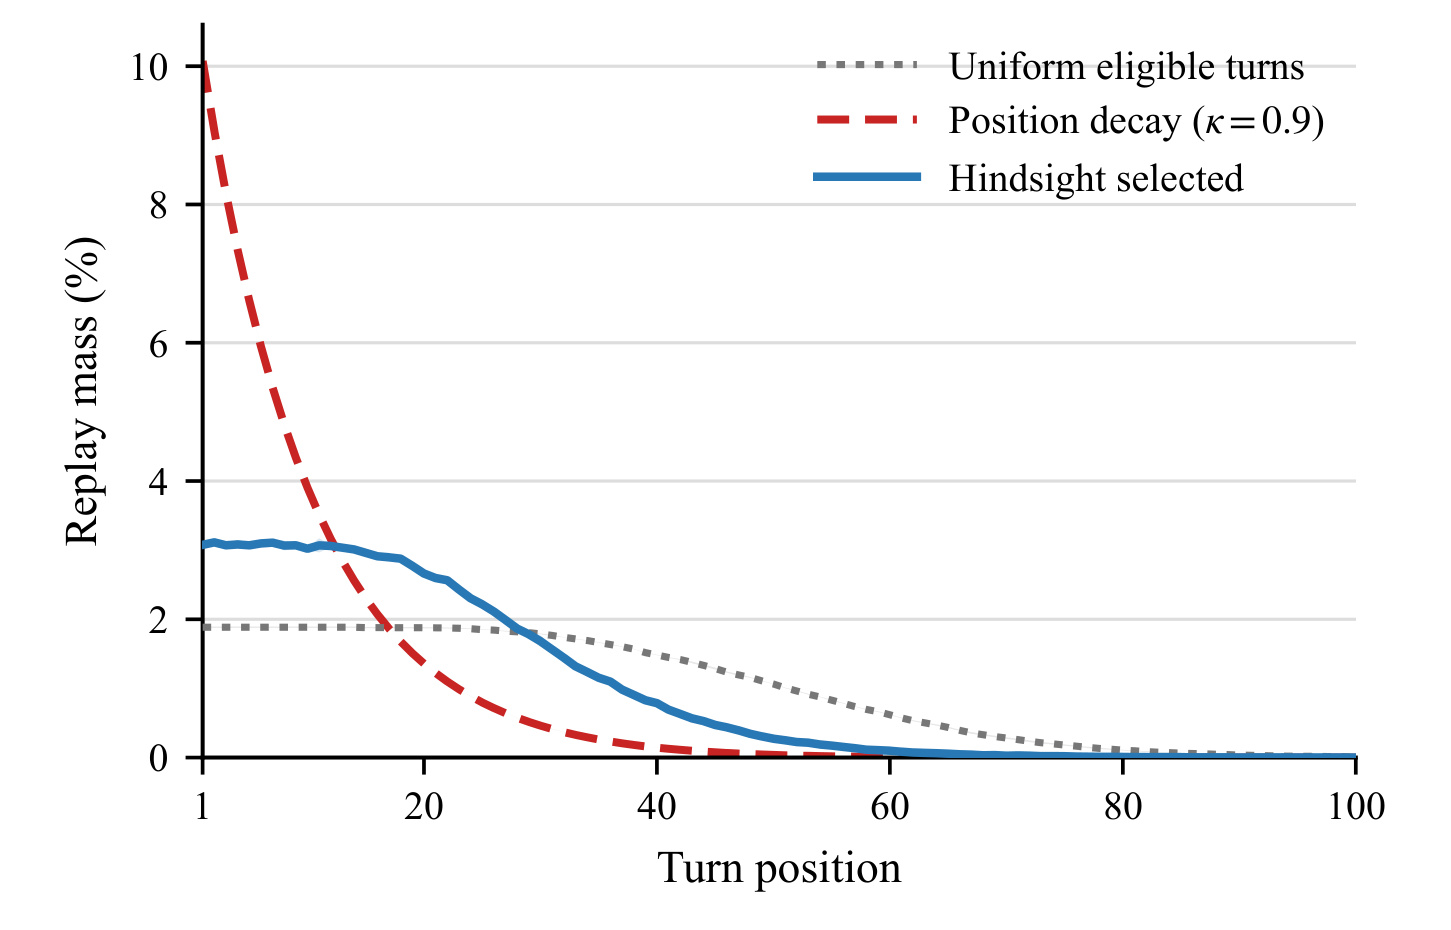 Uniform eligible turns
Position decay (κ=0.9)
Hindsight selected
Replay mass (%)
10
8
6
4
2
0
1 20 40 60 80 100
Turn position